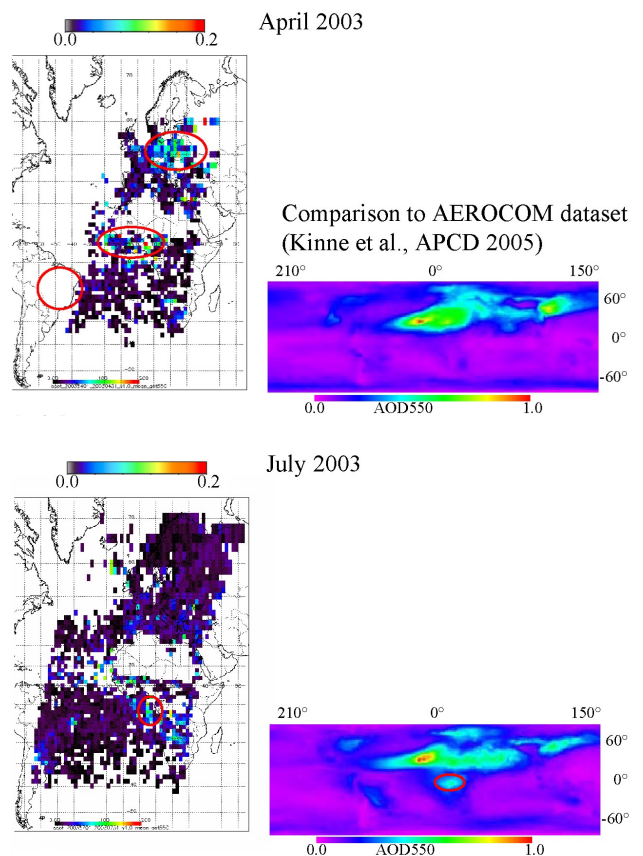 April 2003
0.0 0.2
Comparison to AEROCOM dataset
(Kinne et al., APCD 2005)
210° 0° 150°
60°
0°
-60°
0.0 AOD550 1.0
July 2003
0.0 0.2
210° 0° 150°
60°
0°
-60°
0.0 AOD550 1.0